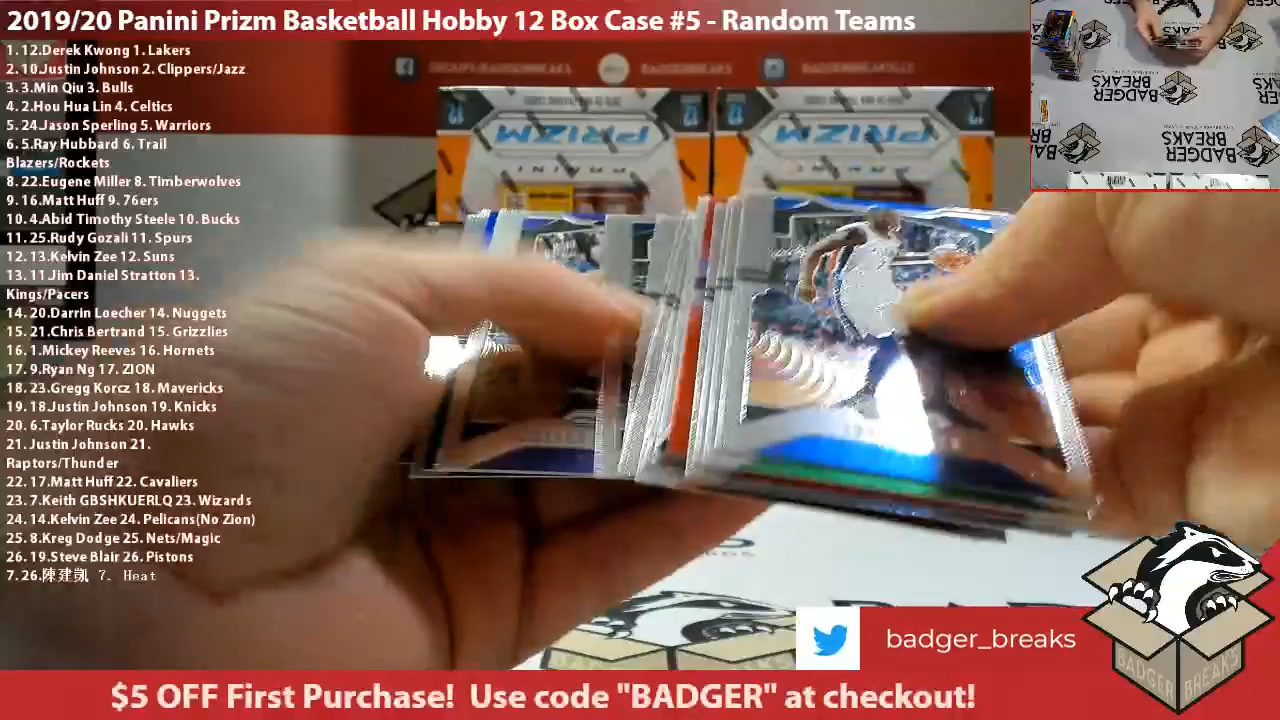 2019/20 Panini Prizm Basketball Hobby 12 Box Case #5 - Random Teams
1. 12.Derek Kwong 1. Lakers
2. 10.Justin Johnson 2. Clippers/Jazz
3. 3.Min Qiu 3. Bulls
4. 2.Hou Hua Lin 4. Celtics
5. 24.Jason Sperling 5. Warriors
6. 5.Ray Hubbard 6. Trail
Blazers/Rockets
8. 22.Eugene Miller 8. Timberwolves
9. 16.Matt Huff 9. 76ers
10. 4.Abid Timothy Steele 10. Bucks
11. 25.Rudy Gozali 11. Spurs
12. 13.Kelvin Zee 12. Suns
13. 11 Jim Daniel Stratton 13.
Kings/Pacers
14. 20.Darrin Loecher 14. Nuggets
15. 21.Chris Bertrand 15. Grizzlies
16. 1.Mickey Reeves 16. Hornets
17. 9.Ryan Ng 17. ZION
18. 23.Gregg Korcz 18. Mavericks
19. 18.Justin Johnson 19. Knicks
20. 6.Taylor Rucks 20. Hawks
21. Justin Johnson 21.
Raptors/Thunder
22. 17.Matt Huff 22. Cavaliers
23. 7.Keith GBSHKUERLQ 23. Wizards
24. 14.Kelvin Zee 24. Pelicans(No Zion)
25. 8.Kreg Dodge 25. Nets/Magic
26. 19.Steve Blair 26. Pistons
7. 26.陳建凱 7. Heat
PRIZM
PANINI
PRIZM
PANINI
BADGER
BREAKS
BADGER
BREAKS
badger_breaks
BADGER BREAKS
$5 OFF First Purchase! Use code "BADGER" at checkout!